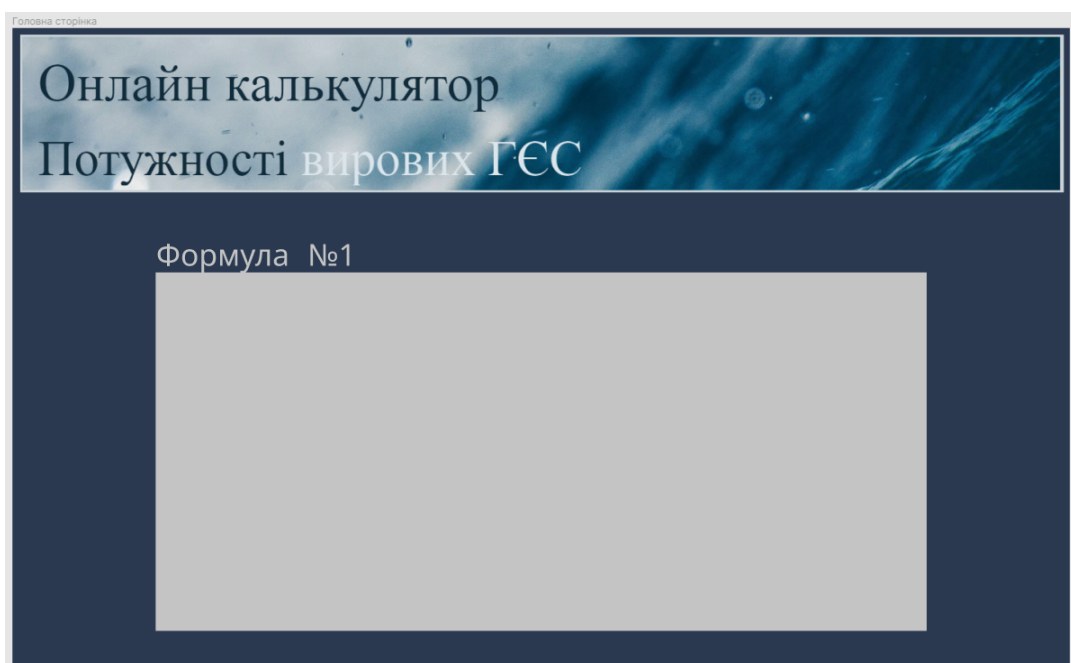 Головна сторінка
Онлайн калькулятор
Потужності вирових ГЄС
Формула №1